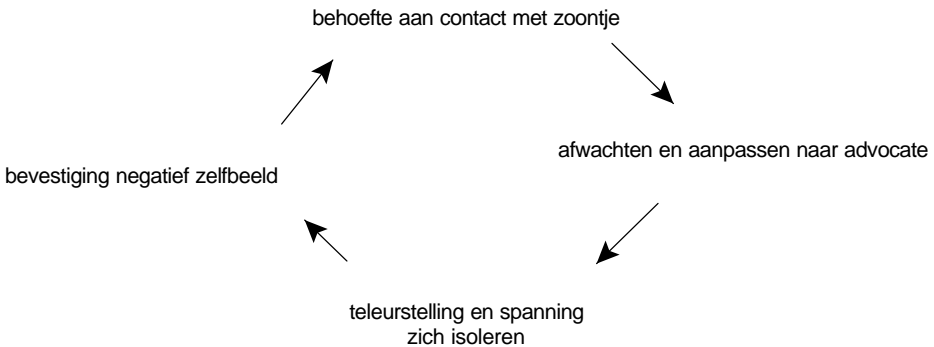 behoefte aan contact met zoontje
afwachten en aanpassen naar advocate
bevestiging negatief zelfbeeld
teleurstelling en spanning
zich isoleren